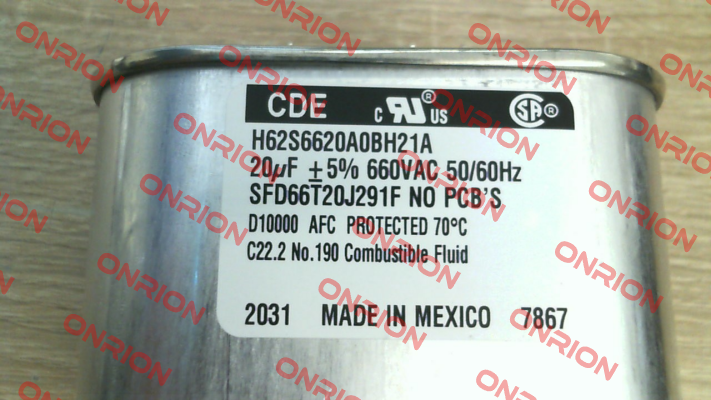 CDE c RU® US SA®
H62S6620A0BH21A
20µF ±5% 660VAC 50/60Hz
SFD66T20J291F NO PCB'S
D10000 AFC PROTECTED 70°C
C22.2 No.190 Combustible Fluid
2031 MADE IN MEXICO 7867
ONRION